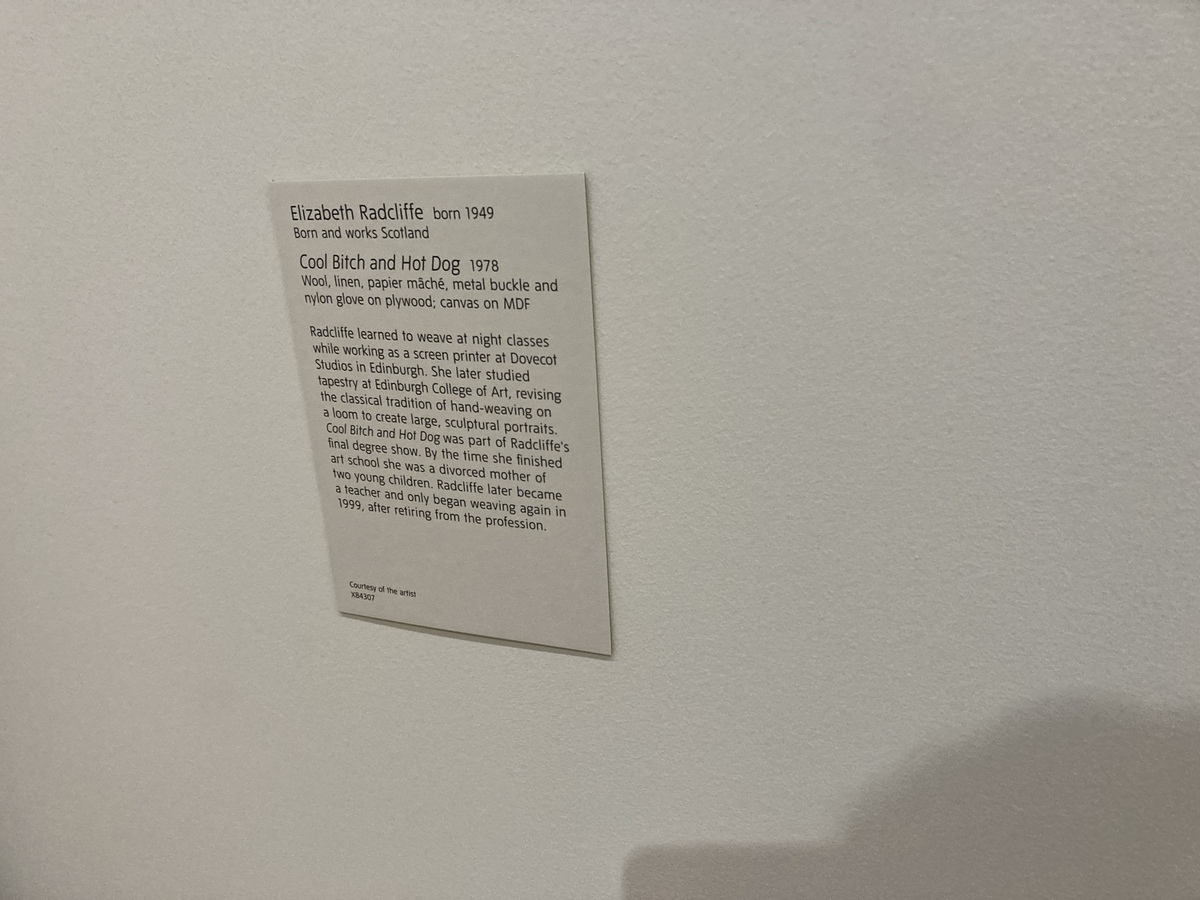 Elizabeth Radcliffe born 1949
Born and works Scotland
Cool Bitch and Hot Dog 1978
Wool, linen, papier mâché, metal buckle and
nylon glove on plywood; canvas on MDF
Radcliffe learned to weave at night classes
while working as a screen printer at Dovecot
Studios in Edinburgh. She later studied
tapestry at Edinburgh College of Art, revising
the classical tradition of hand-weaving on
a loom to create large, sculptural portraits.
Cool Bitch and Hot Dog was part of Radcliffe's
final degree show. By the time she finished
art school she was a divorced mother of
two young children. Radcliffe later became
a teacher and only began weaving again in
1999, after retiring from the profession.
Courtesy of the artist
X84307